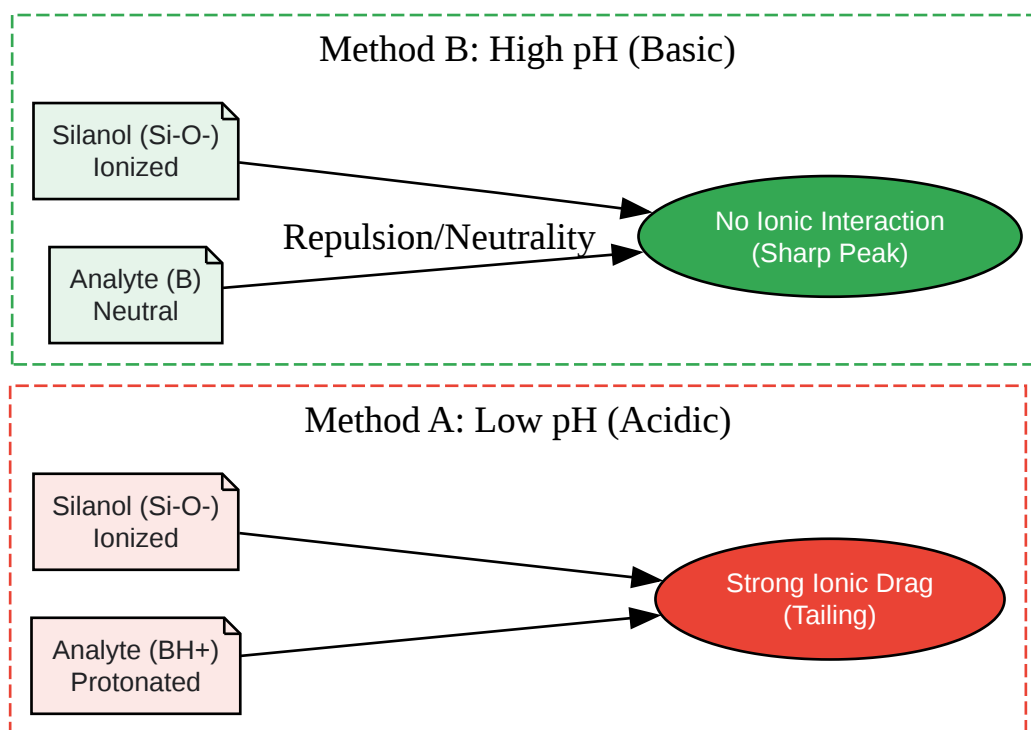 Method B: High pH (Basic)
Silanol (Si-O-)
Ionized
Repulsion/Neutrality
Analyte (B)
Neutral
No Ionic Interaction
(Sharp Peak)
Method A: Low pH (Acidic)
Silanol (Si-O-)
Ionized
Analyte (BH+)
Protonated
Strong Ionic Drag
(Tailing)